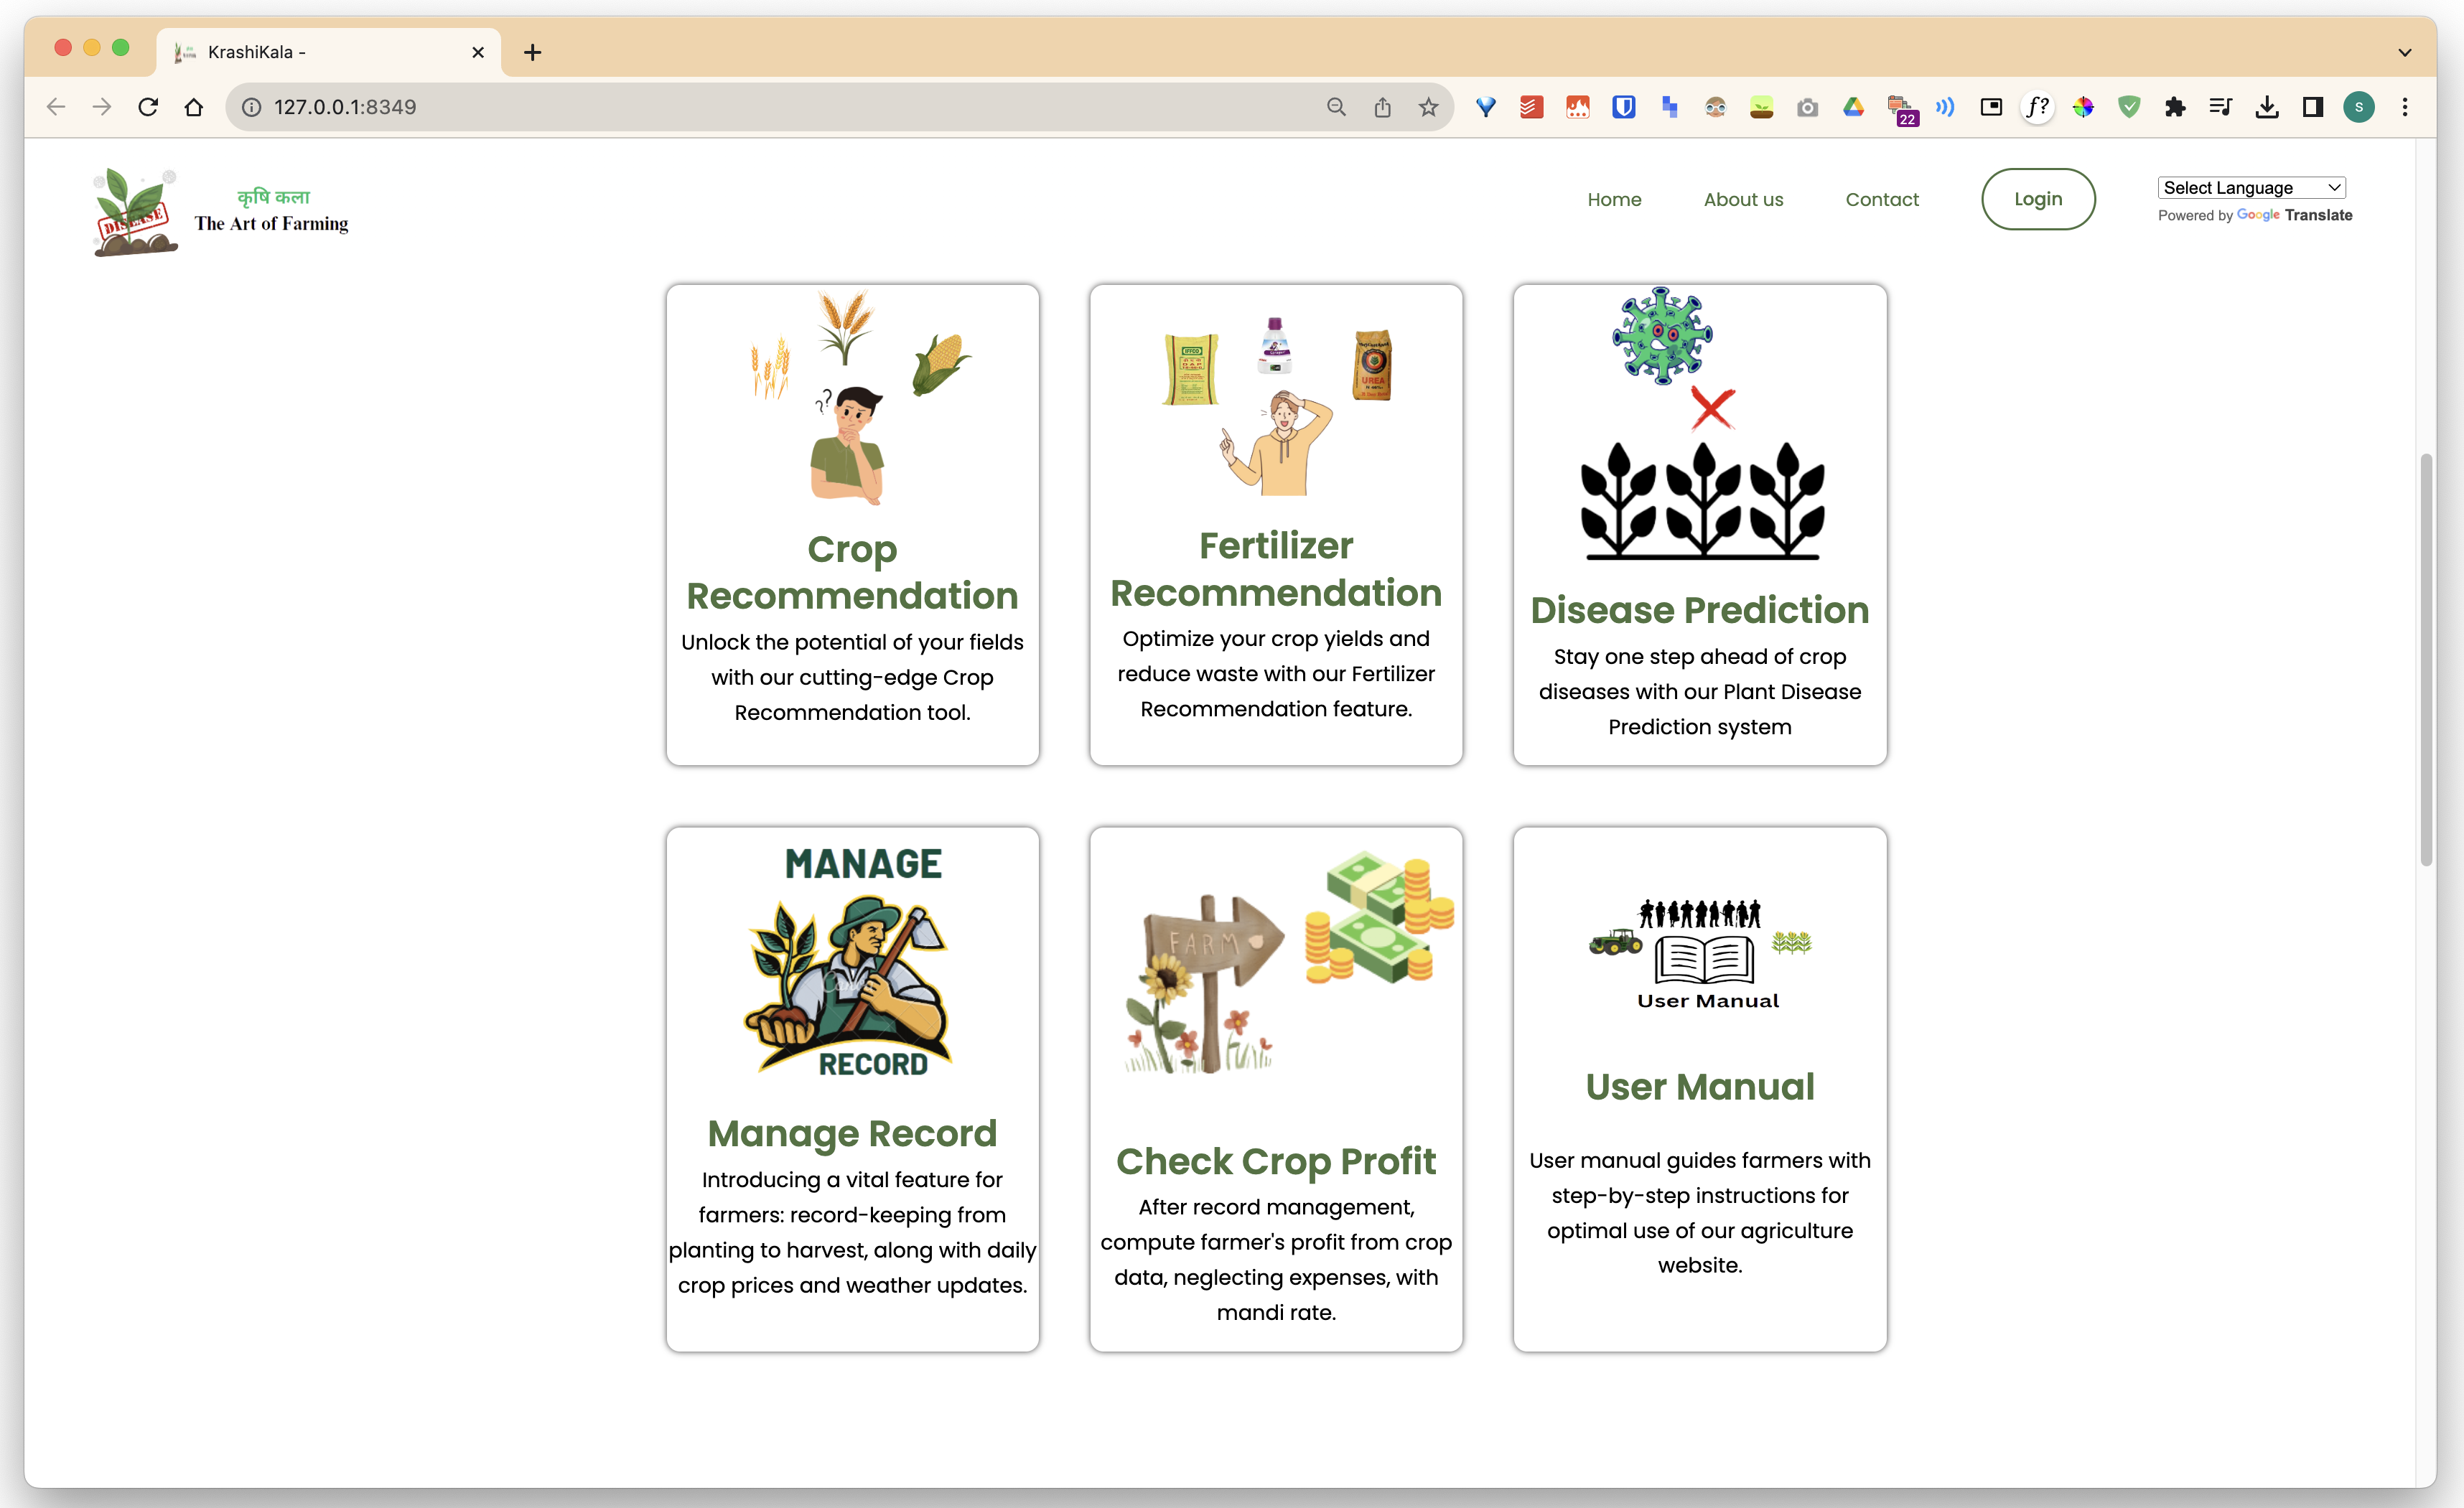 KrashiKala -
127.0.0.1:8349
22
f?
S
DISEASE
कृषि कला
The Art of Farming
Home
About us
Contact
Login
Select Language
Powered by Google Translate
??
IFFCO
UREA
Crop
Recommendation
Unlock the potential of your fields
with our cutting-edge Crop
Recommendation tool.
Fertilizer
Recommendation
Optimize your crop yields and
reduce waste with our Fertilizer
Recommendation feature.
Disease Prediction
Stay one step ahead of crop
diseases with our Plant Disease
Prediction system
MANAGE
RECORD
Manage Record
Introducing a vital feature for
farmers: record-keeping from
planting to harvest, along with daily
crop prices and weather updates.
FARM
Check Crop Profit
After record management,
compute farmer's profit from crop
data, neglecting expenses, with
mandi rate.
User Manual
User Manual
User manual guides farmers with
step-by-step instructions for
optimal use of our agriculture
website.